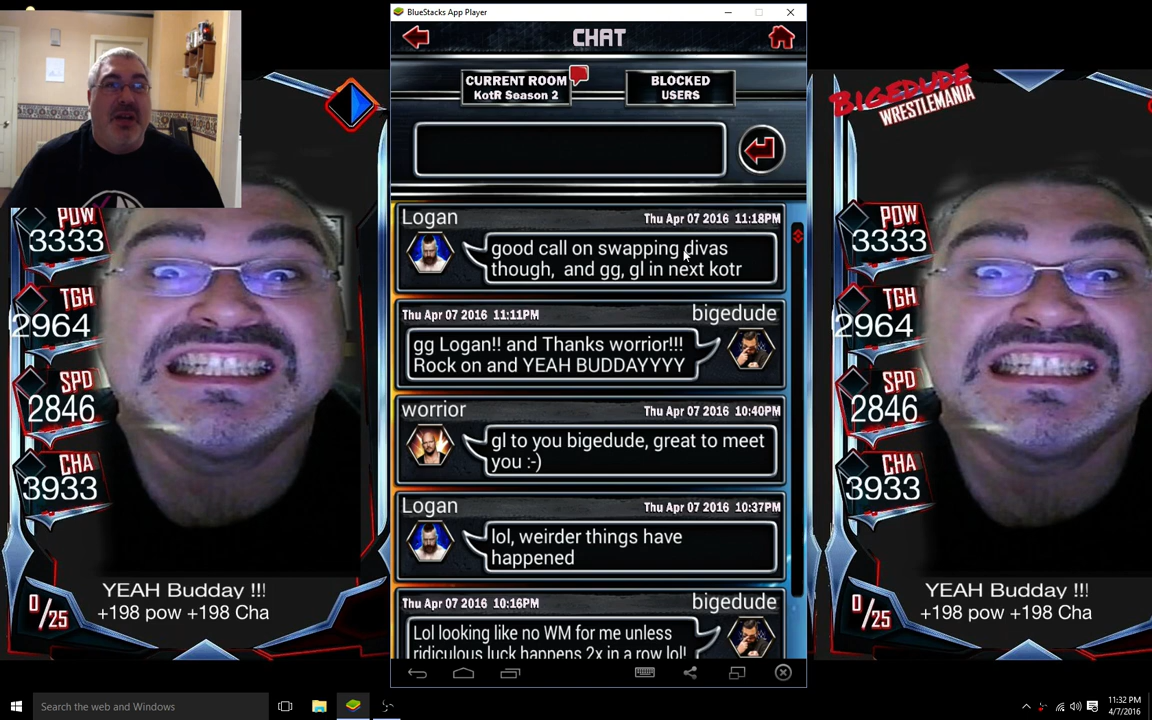 BlueStacks App Player
CHAT
CURRENT ROOM
KotR Season 2
BLOCKED
USERS
Logan
Thu Apr 07 2016 11:18PM
good call on swapping divas
though, and gg, gl in next kotr
Thu Apr 07 2016 11:11PM
bigedude
gg Logan!! and Thanks worrior!!!
Rock on and YEAH BUDDAYYYY
worrior
Thu Apr 07 2016 10:40PM
gl to you bigedude, great to meet
you :-)
Logan
Thu Apr 07 2016 10:37PM
lol, weirder things have
happened
Thu Apr 07 2016 10:16PM
bigedude
Lol looking like no WM for me unless
ridiculous luck happens 2x in a row lol!
POW
3333
TGH
2964
SPD
2846
CHA
3933
YEAH Budday !!!
0/25
+198 pow +198 Cha
BIGEDUDE
WRESTLEMANIA
POW
3333
TGH
2964
SPD
2846
CHA
3933
YEAH Budday !!!
0/25
+198 pow +198 Cha
Search the web and Windows
11:32 PM
4/7/2016